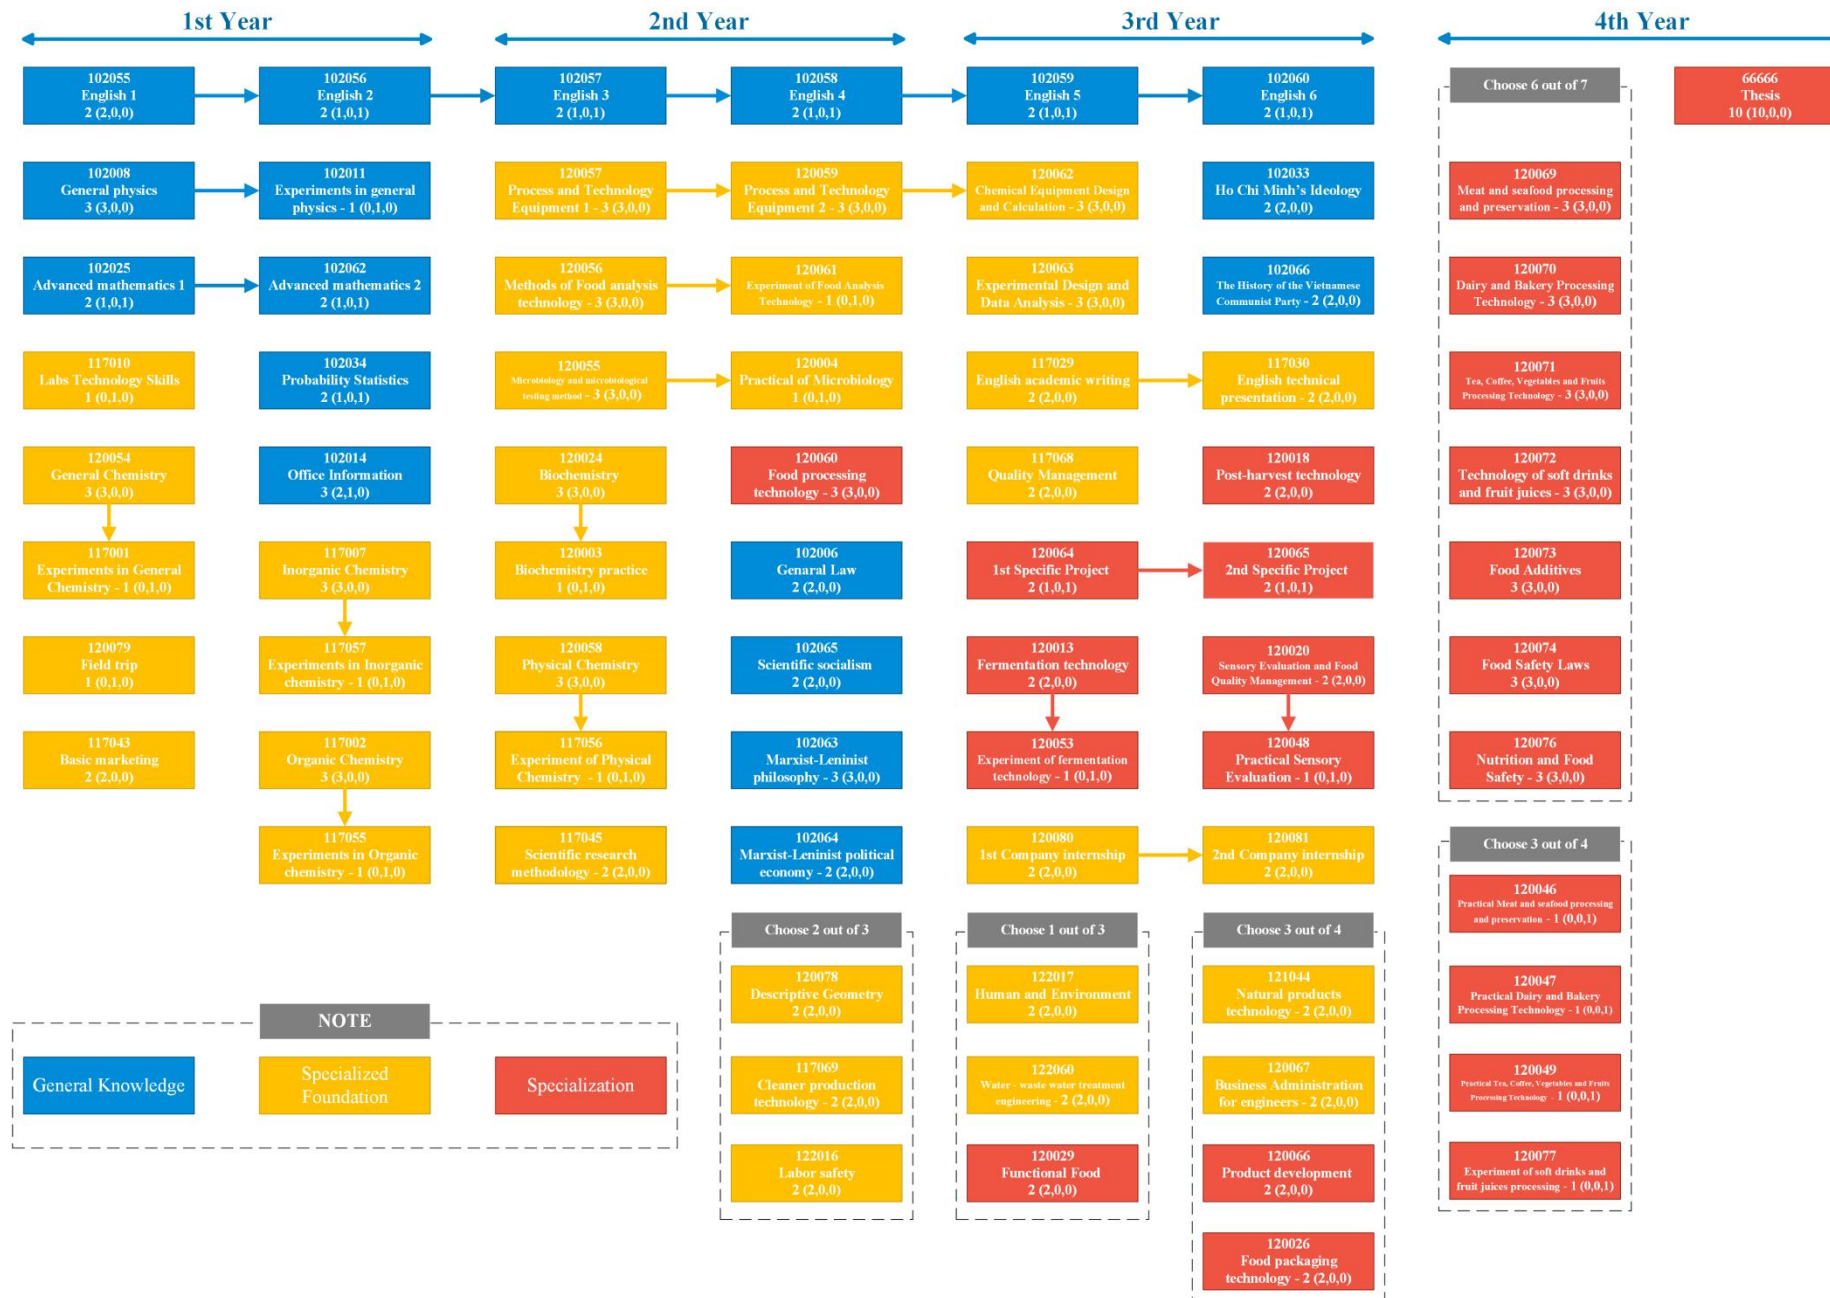 1st Year
2nd Year
3rd Year
4th Year
102055
English 1
2 (2,0,0)
102008
General physics
3 (3,0,0)
102025
Advanced mathematics 1
2 (1,0,1)
117010
Labs Technology Skills
1 (0,1,0)
120054
General Chemistry
3 (3,0,0)
117001
Experiments in General
Chemistry - 1 (0,1,0)
120079
Field trip
1 (0,1,0)
117043
Basic marketing
2 (2,0,0)
102056
English 2
2 (1,0,1)
102011
Experiments in general
physics - 1 (0,1,0)
102062
Advanced mathematics 2
2 (1,0,1)
102034
Probability Statistics
2 (1,0,1)
102014
Office Information
3 (2,1,0)
117007
Inorganic Chemistry
3 (3,0,0)
117057
Experiments in Inorganic
chemistry - 1 (0,1,0)
117002
Organic Chemistry
3 (3,0,0)
117055
Experiments in Organic
chemistry - 1 (0,1,0)
102057
English 3
2 (1,0,1)
120057
Process and Technology
Equipment 1 - 3 (3,0,0)
120056
Methods of Food analysis
technology - 3 (3,0,0)
120055
Microbiology and microbiological
testing method - 3 (3,0,0)
120024
Biochemistry
3 (3,0,0)
120003
Biochemistry practice
1 (0,1,0)
120058
Physical Chemistry
3 (3,0,0)
117056
Experiment of Physical
Chemistry - 1 (0,1,0)
117045
Scientific research
methodology - 2 (2,0,0)
102058
English 4
2 (1,0,1)
120059
Process and Technology
Equipment 2 - 3 (3,0,0)
120061
Experiment of Food Analysis
Technology - 1 (0,1,0)
120004
Practical of Microbiology
1 (0,1,0)
120060
Food processing
technology - 3 (3,0,0)
102006
Genaral Law
2 (2,0,0)
102065
Scientific socialism
2 (2,0,0)
102063
Marxist-Leninist
philosophy - 3 (3,0,0)
102064
Marxist-Leninist political
economy - 2 (2,0,0)
Choose 2 out of 3
120078
Descriptive Geometry
2 (2,0,0)
117069
Cleaner production
technology - 2 (2,0,0)
122016
Labor safety
2 (2,0,0)
102059
English 5
2 (1,0,1)
120062
Chemical Equipment Design
and Calculation - 3 (3,0,0)
120063
Experimental Design and
Data Analysis - 3 (3,0,0)
117029
English academic writing
2 (2,0,0)
117068
Quality Management
2 (2,0,0)
120064
1st Specific Project
2 (1,0,1)
120013
Fermentation technology
2 (2,0,0)
120053
Experiment of fermentation
technology - 1 (0,1,0)
120080
1st Company internship
2 (2,0,0)
Choose 1 out of 3
122017
Human and Environment
2 (2,0,0)
122060
Water - waste water treatment
engineering - 2 (2,0,0)
120029
Functional Food
2 (2,0,0)
102060
English 6
2 (1,0,1)
102033
Ho Chi Minh's Ideology
2 (2,0,0)
102066
The History of the Vietnamese
Communist Party - 2 (2,0,0)
117030
English technical
presentation - 2 (2,0,0)
120018
Post-harvest technology
2 (2,0,0)
120065
2nd Specific Project
2 (1,0,1)
120020
Sensory Evaluation and Food
Quality Management - 2 (2,0,0)
120048
Practical Sensory
Evaluation - 1 (0,1,0)
120081
2nd Company internship
2 (2,0,0)
Choose 3 out of 4
121044
Natural products
technology - 2 (2,0,0)
120067
Business Administration
for engineers - 2 (2,0,0)
120066
Product development
2 (2,0,0)
120026
Food packaging
technology - 2 (2,0,0)
Choose 6 out of 7
120069
Meat and seafood processing
and preservation - 3 (3,0,0)
120070
Dairy and Bakery Processing
Technology - 3 (3,0,0)
120071
Tea, Coffee, Vegetables and Fruits
Processing Technology - 3 (3,0,0)
120072
Technology of soft drinks
and fruit juices - 3 (3,0,0)
120073
Food Additives
3 (3,0,0)
120074
Food Safety Laws
3 (3,0,0)
120076
Nutrition and Food
Safety - 3 (3,0,0)
Choose 3 out of 4
120046
Practical Meat and seafood processing
and preservation - 1 (0,0,1)
120047
Practical Dairy and Bakery
Processing Technology - 1 (0,0,1)
120049
Practical Tea, Coffee, Vegetables and Fruits
Processing Technology - 1 (0,0,1)
120077
Experiment of soft drinks and
fruit juices processing - 1 (0,0,1)
66666
Thesis
10 (10,0,0)
NOTE
General Knowledge
Specialized
Foundation
Specialization